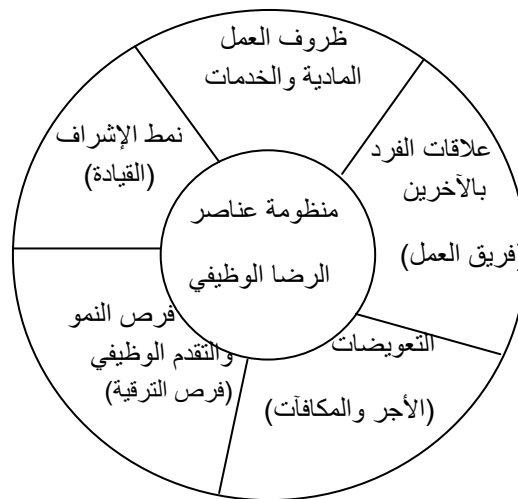 ظروف العمل
المادية والخدمات
علاقات الفرد
بالآخرين
(فريق العمل)
التعويضات
(الأجر والمكافآت)
فرص النمو
والتقدم الوظيفي
(فرص الترقية)
نمط الإشراف
(القيادة)
منظومة عناصر
الرضا الوظيفي